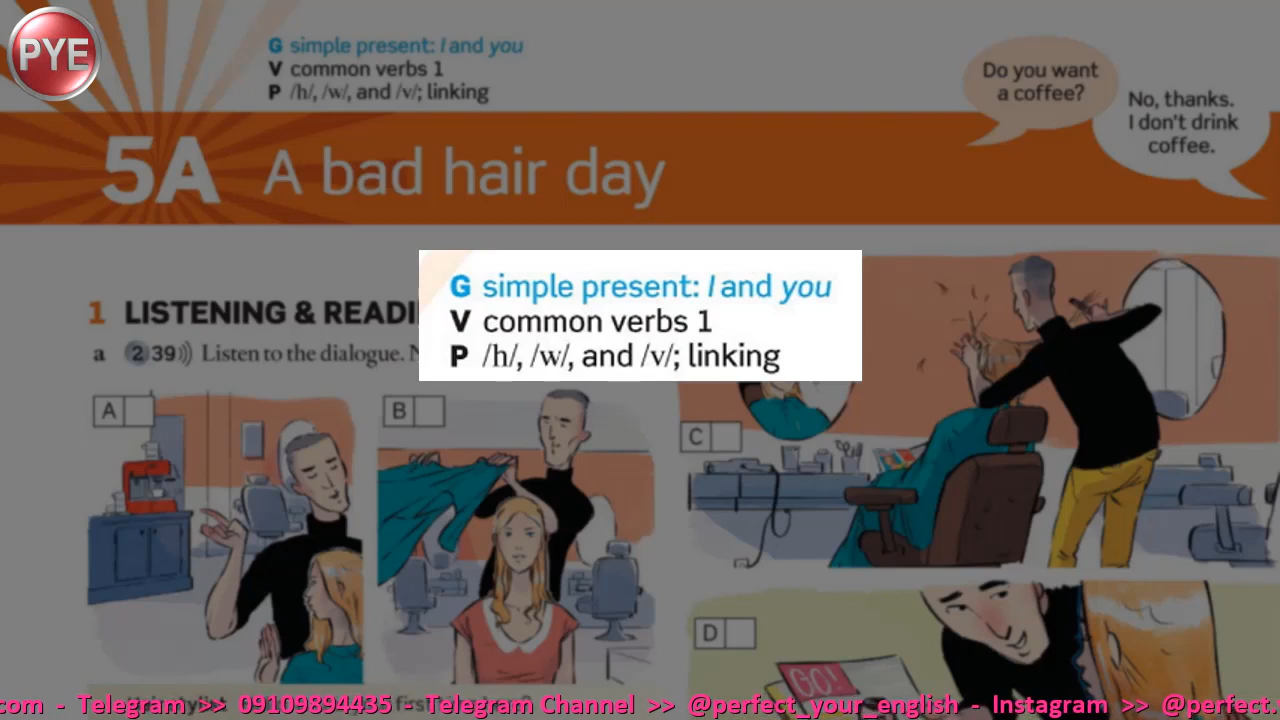 PYE
G simple present: I and you
V common verbs 1
P /h/, /w/, and /v/; linking
Do you want
a coffee?
No, thanks.
I don't drink
coffee.
5A A bad hair day
G simple present: I and you
V common verbs 1
P /h/, /w/, and /v/; linking
1 LISTENING & READI
a 2 39 Listen to the dialogue.
A
B
C
D
GO!
com - Telegram >> 09109894435 - Telegram Channel >> @perfect_your_english - Instagram >> @perfect.